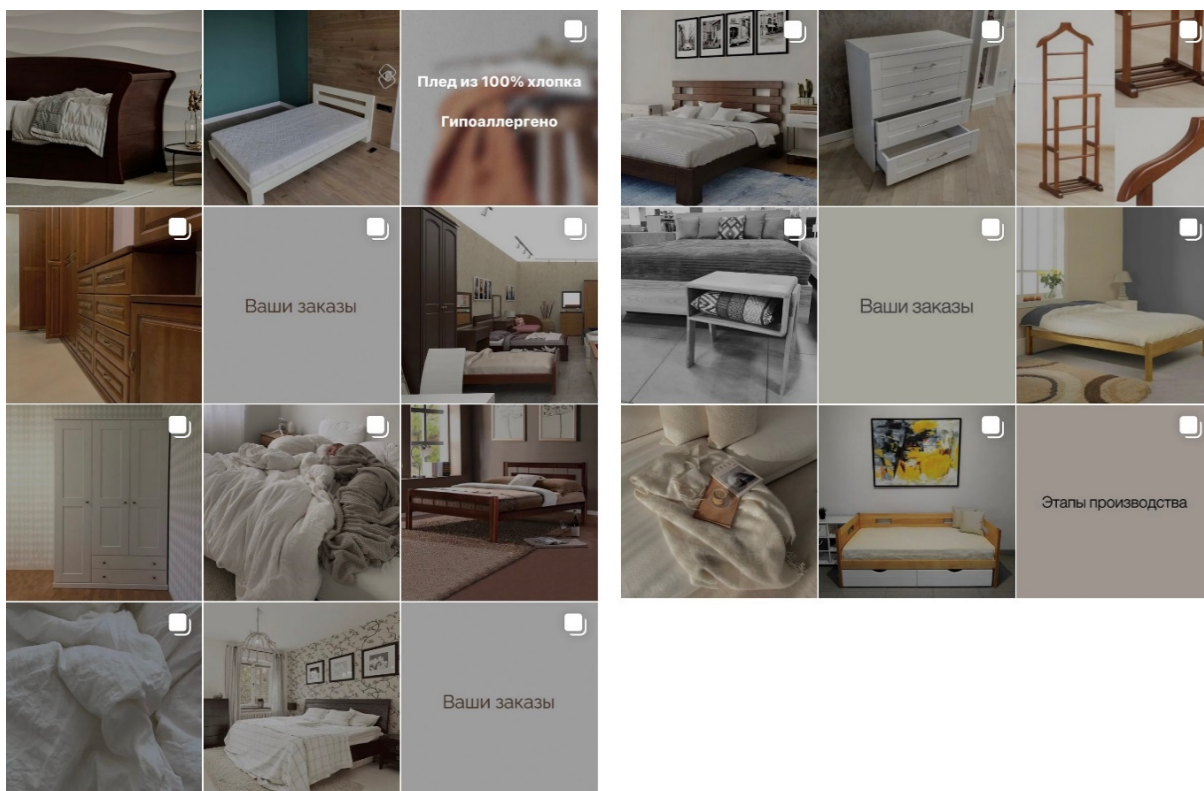 Плед из 100% хлопка
Гипоаллергено
Ваши заказы
Ваши заказы
Ваши заказы
Этапы производства